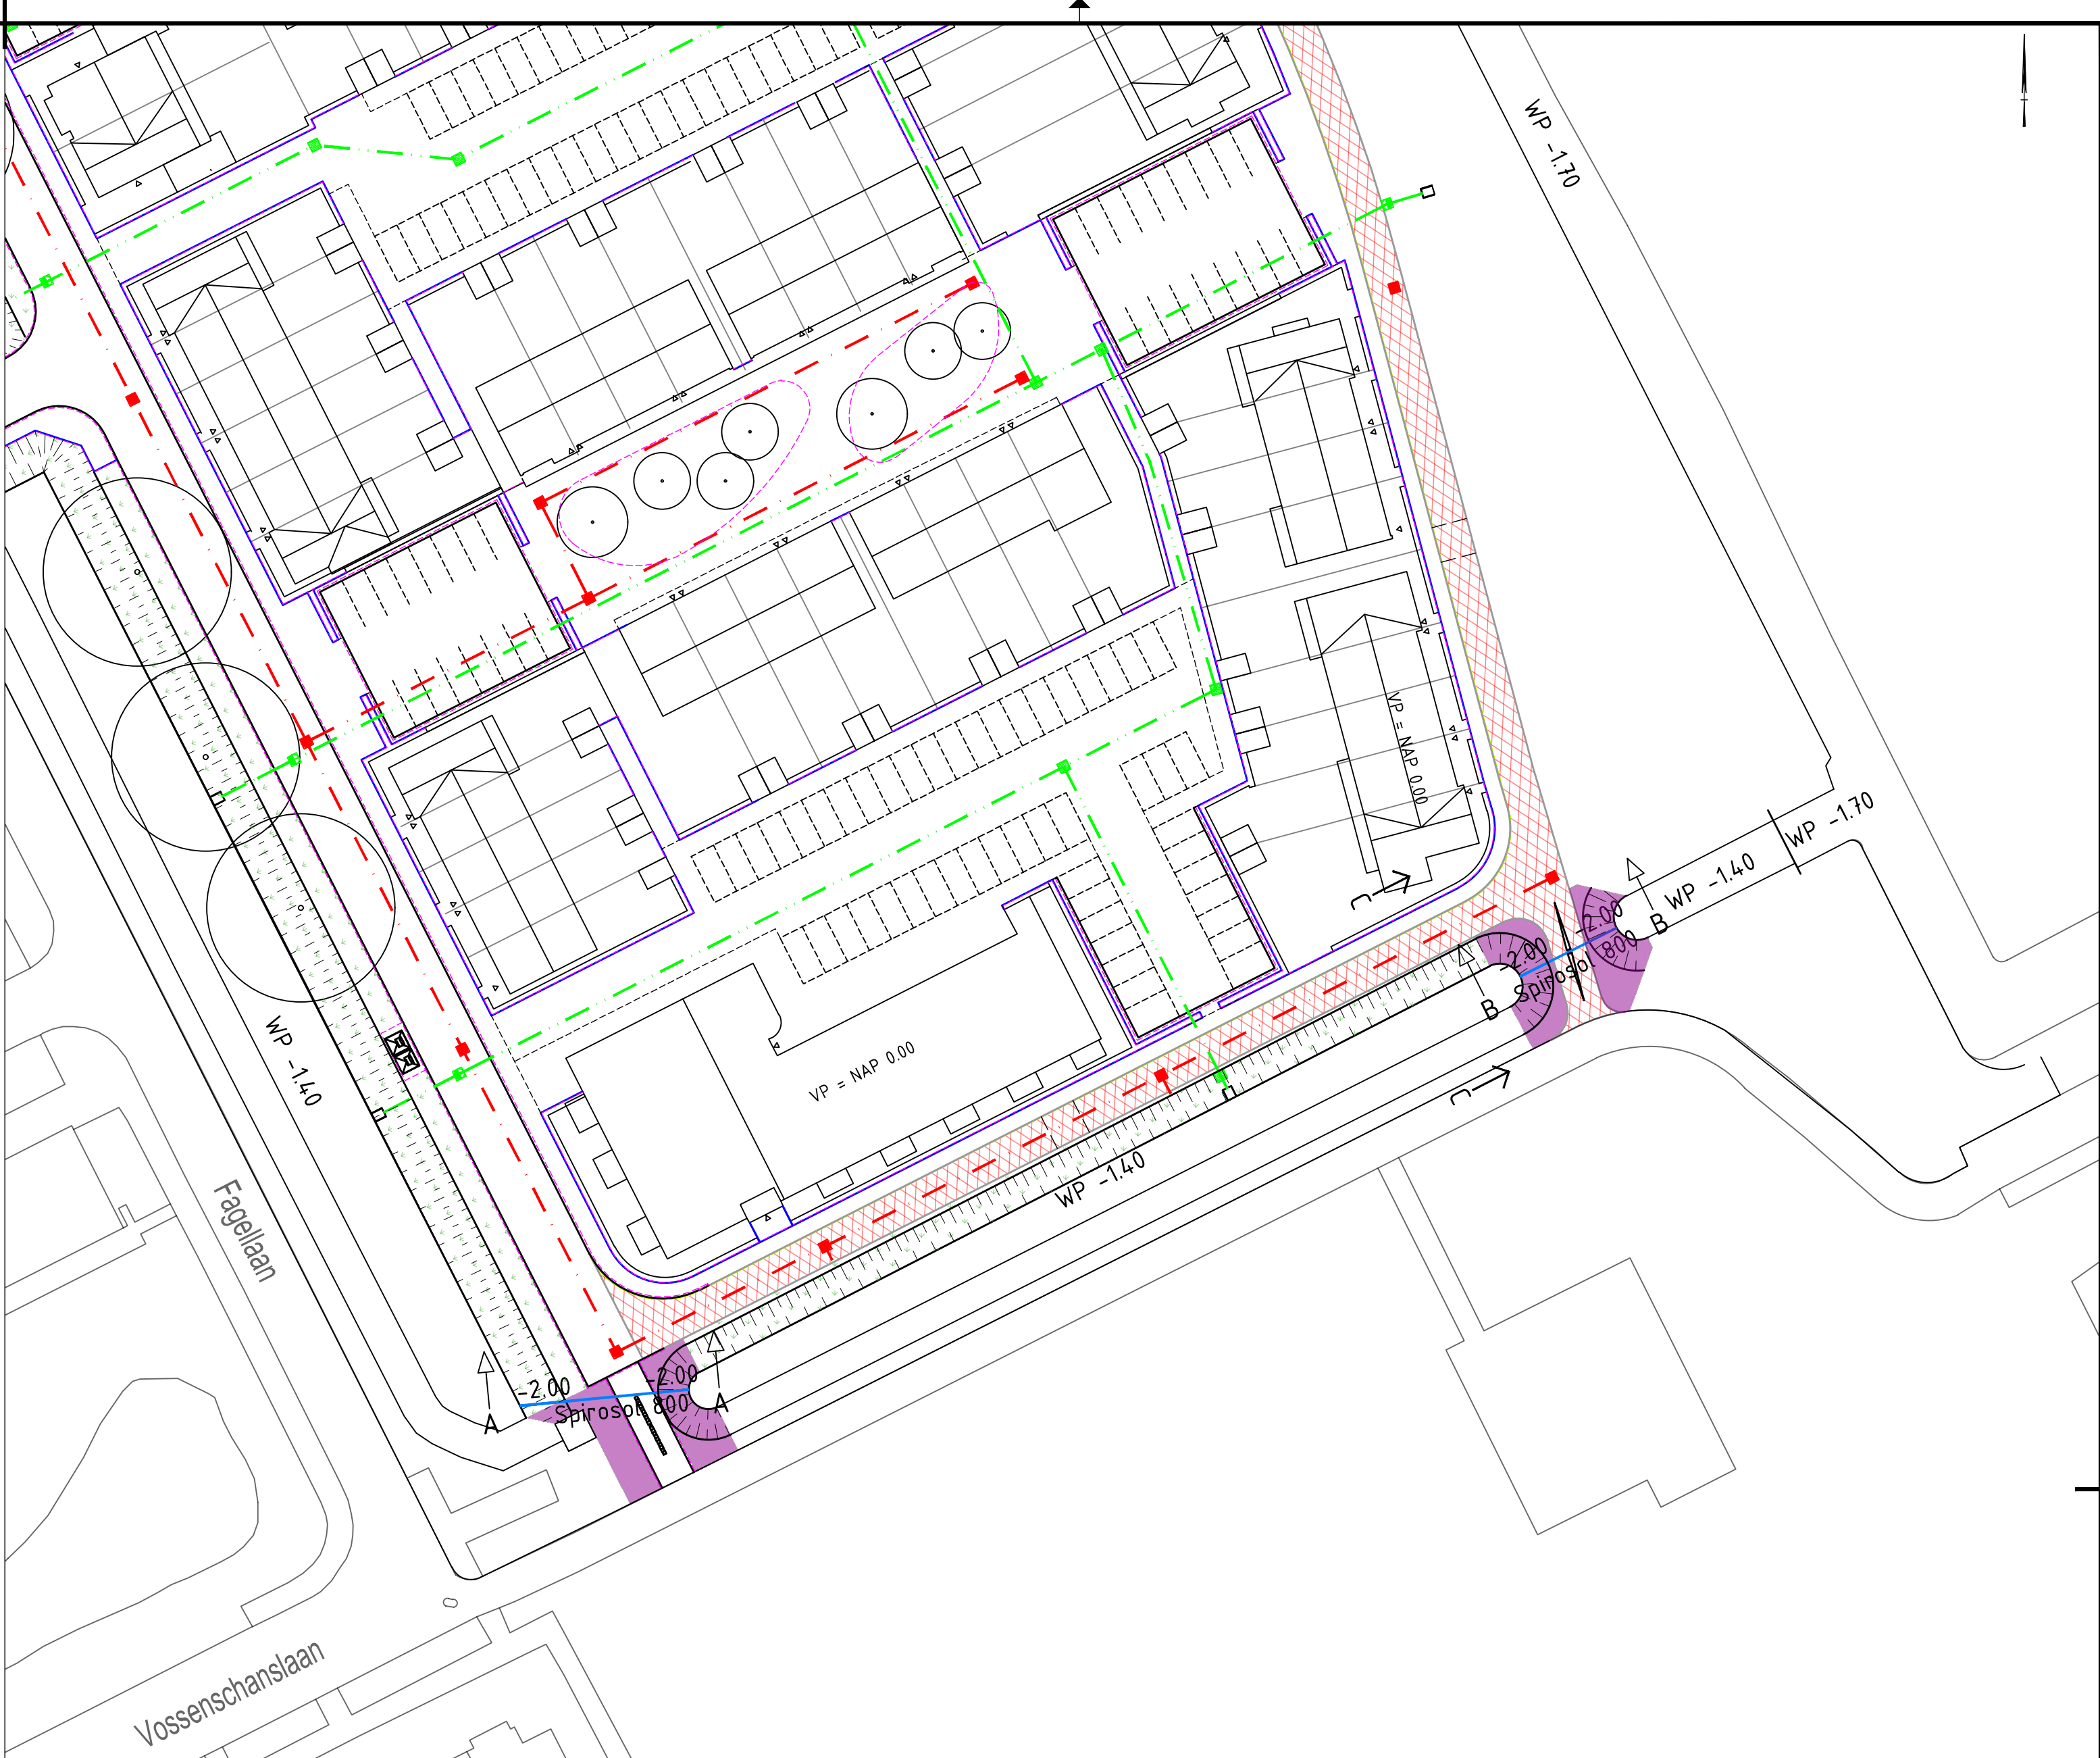 WP -1.70
VP = NAP 0.00
WP -1.70
WP -1.40
C
B
-2.00
-2.00
Spirosol 800
B
C
WP -1.40
VP = NAP 0.00
WP -1.40
Fagellaan
-2.00
-2.00
Spirosol 800
A
A
Vossenschanslaan